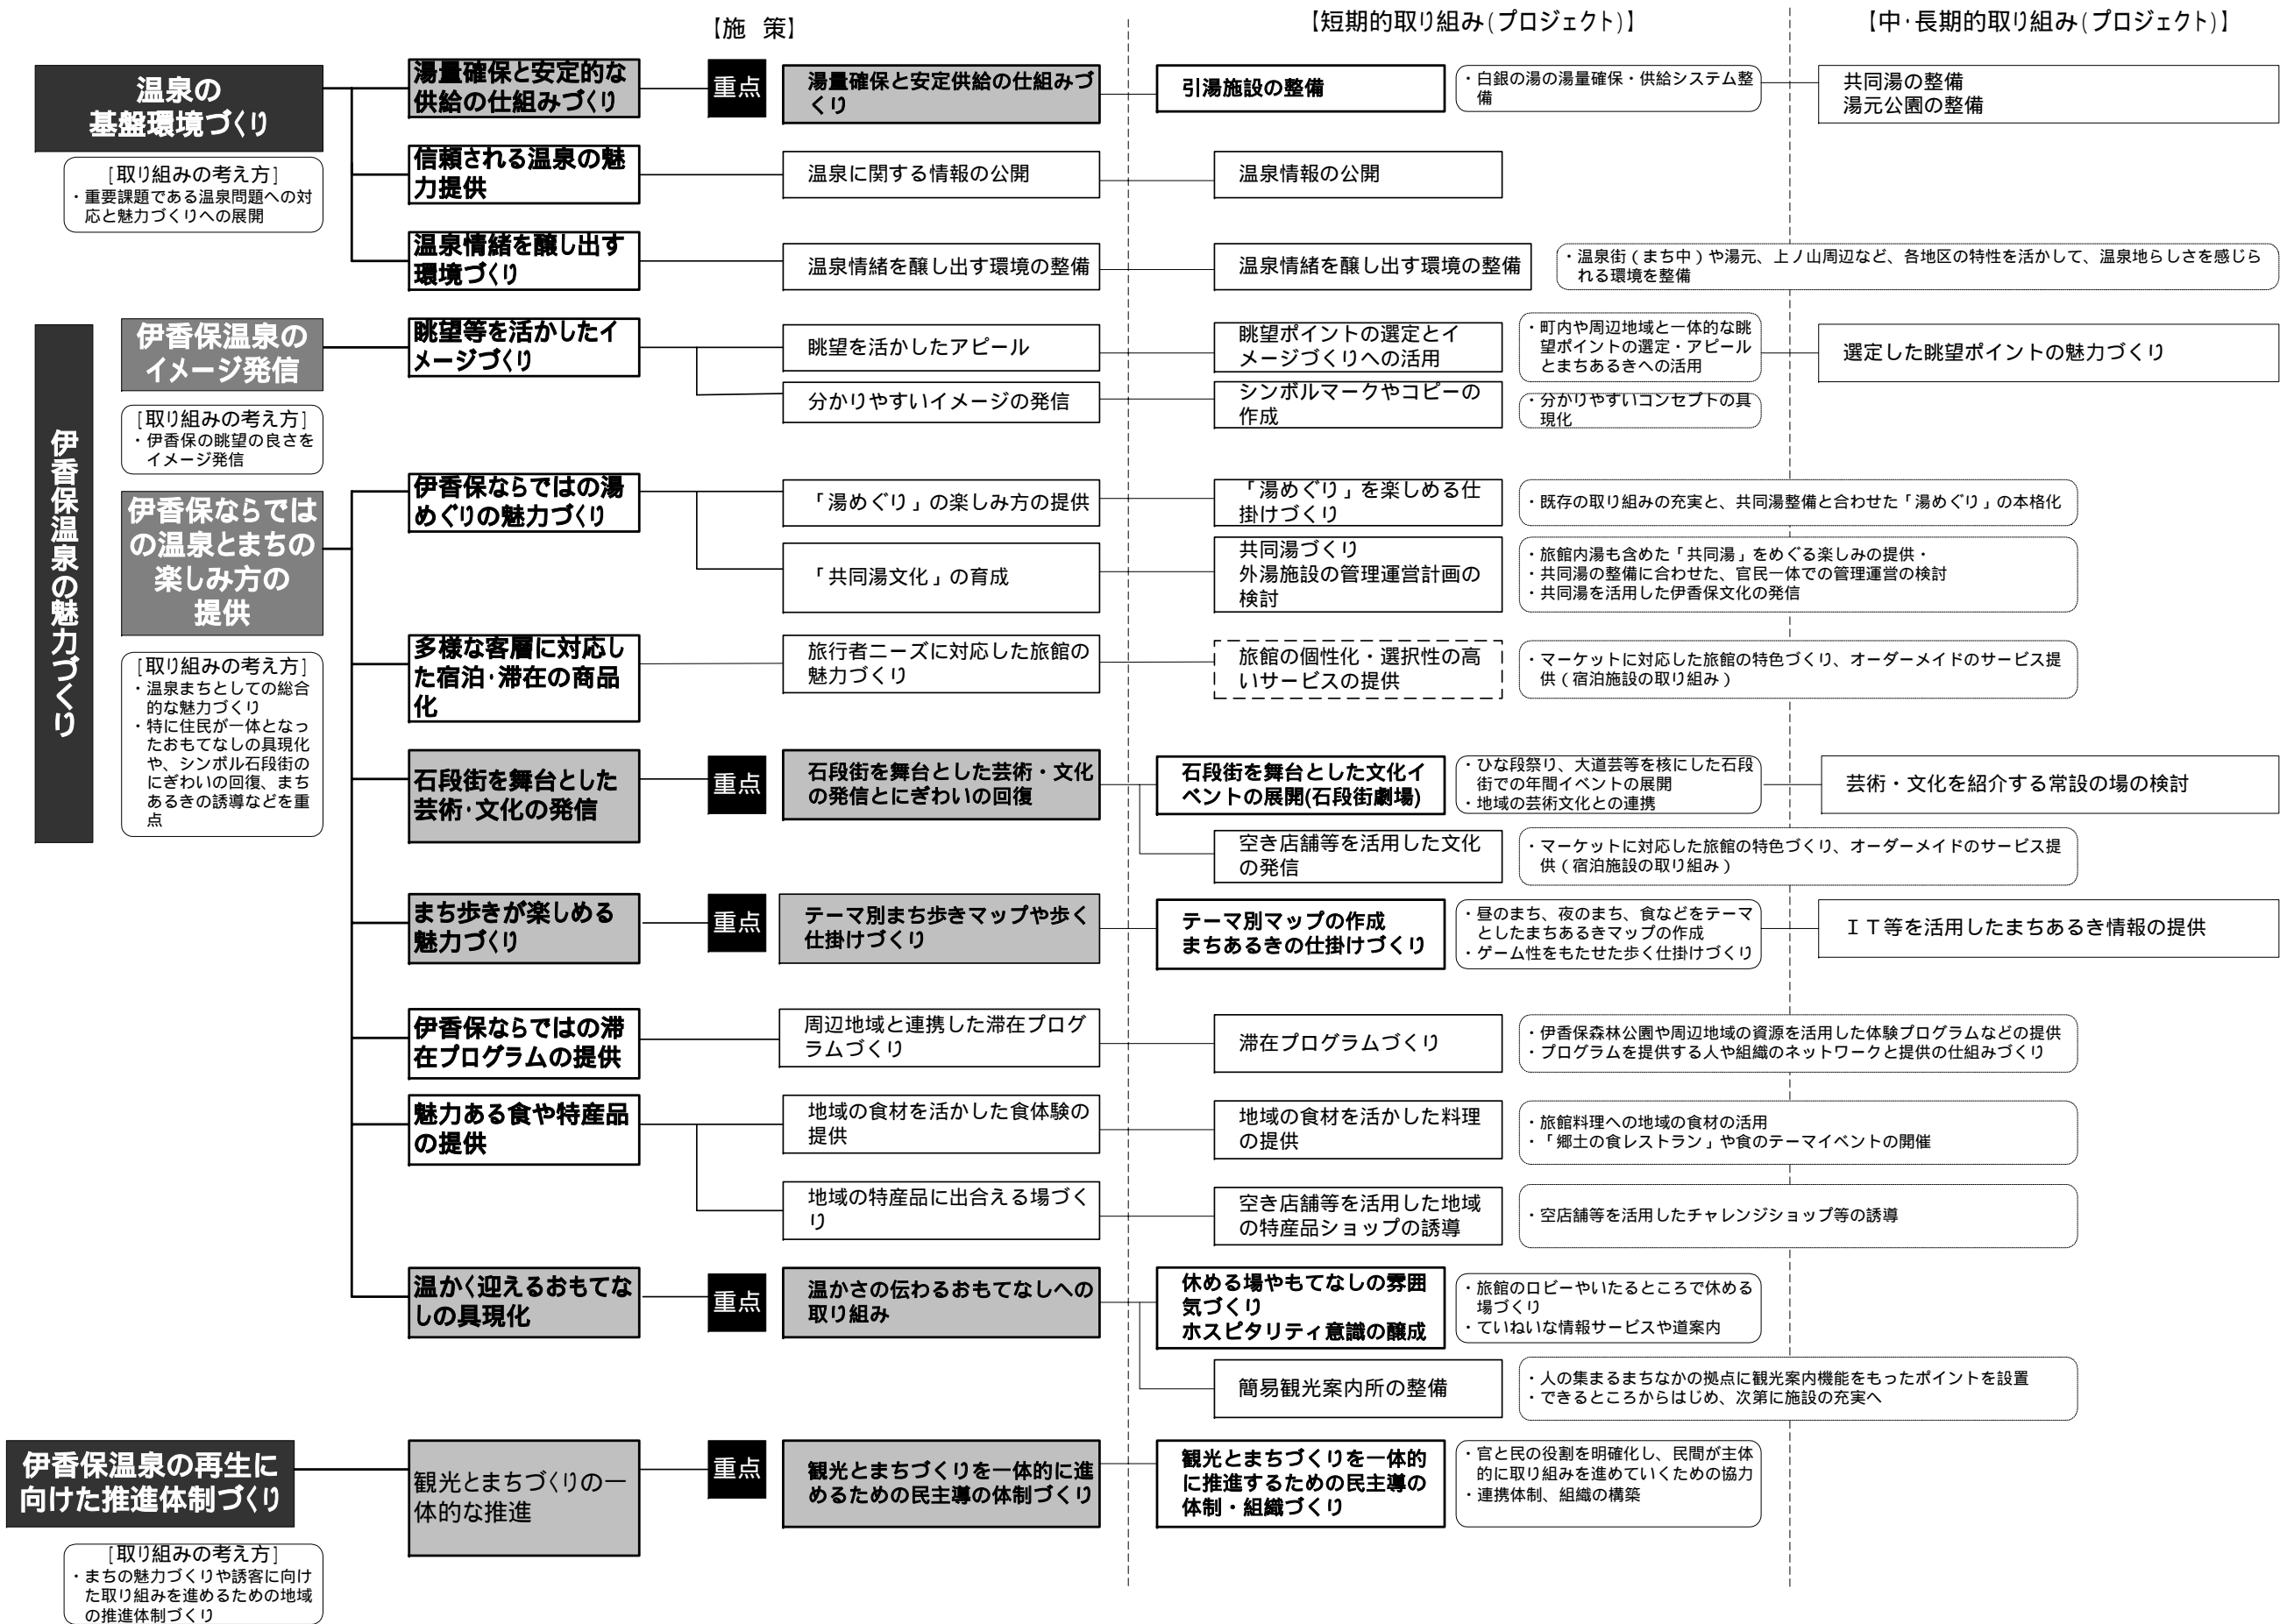 【施　策】
【短期的取り組み(プロジェクト)】
【中・長期的取り組み(プロジェクト)】
温泉の
基盤環境づくり
[取り組みの考え方]
・重要課題である温泉問題への対
応と魅力づくりへの展開
湯量確保と安定的な
供給の仕組みづくり
重点
湯量確保と安定供給の仕組みづ
くり
引湯施設の整備
・白銀の湯の湯量確保・供給システム整
備
共同湯の整備
湯元公園の整備
信頼される温泉の魅
力提供
温泉に関する情報の公開
温泉情報の公開
温泉情緒を醸し出す
環境づくり
温泉情緒を醸し出す環境の整備
温泉情緒を醸し出す環境の整備
・温泉街(まち中)や湯元、上ノ山周辺など、各地区の特性を活かして、温泉地らしさを感じら
れる環境を整備
伊香保温泉の魅力づくり
伊香保温泉の
イメージ発信
[取り組みの考え方]
・伊香保の眺望の良さを
イメージ発信
眺望等を活かしたイ
メージづくり
眺望を活かしたアピール
眺望ポイントの選定とイ
メージづくりへの活用
・町内や周辺地域と一体的な眺
望ポイントの選定・アピール
とまちあるきへの活用
選定した眺望ポイントの魅力づくり
分かりやすいイメージの発信
シンボルマークやコピーの
作成
・分かりやすいコンセプトの具
現化
伊香保ならでは
の温泉とまちの
楽しみ方の
提供
[取り組みの考え方]
・温泉まちとしての総合
的な魅力づくり
・特に住民が一体となっ
たおもてなしの具現化
や、シンボル石段街の
にぎわいの回復、まち
あるきの誘導などを重
点
伊香保ならではの湯
めぐりの魅力づくり
「湯めぐり」の楽しみ方の提供
「湯めぐり」を楽しめる仕
掛けづくり
・既存の取り組みの充実と、共同湯整備と合わせた「湯めぐり」の本格化
「共同湯文化」の育成
共同湯づくり
外湯施設の管理運営計画の
検討
・旅館内湯も含めた「共同湯」をめぐる楽しみの提供・
・共同湯の整備に合わせた、官民一体での管理運営の検討
・共同湯を活用した伊香保文化の発信
多様な客層に対応し
た宿泊・滞在の商品
化
旅行者ニーズに対応した旅館の
魅力づくり
旅館の個性化・選択性の高
いサービスの提供
・マーケットに対応した旅館の特色づくり、オーダーメイドのサービス提
供(宿泊施設の取り組み)
石段街を舞台とした
芸術・文化の発信
重点
石段街を舞台とした芸術・文化
の発信とにぎわいの回復
石段街を舞台とした文化イ
ベントの展開(石段街劇場)
・ひな段祭り、大道芸等を核にした石段
街での年間イベントの展開
・地域の芸術文化との連携
芸術・文化を紹介する常設の場の検討
空き店舗等を活用した文化
の発信
・マーケットに対応した旅館の特色づくり、オーダーメイドのサービス提
供(宿泊施設の取り組み)
まち歩きが楽しめる
魅力づくり
重点
テーマ別まち歩きマップや歩く
仕掛けづくり
テーマ別マップの作成
まちあるきの仕掛けづくり
・昼のまち、夜のまち、食などをテーマ
としたまちあるきマップの作成
・ゲーム性をもたせた歩く仕掛けづくり
IT等を活用したまちあるき情報の提供
伊香保ならではの滞
在プログラムの提供
周辺地域と連携した滞在プログ
ラムづくり
滞在プログラムづくり
・伊香保森林公園や周辺地域の資源を活用した体験プログラムなどの提供
・プログラムを提供する人や組織のネットワークと提供の仕組みづくり
魅力ある食や特産品
の提供
地域の食材を活かした食体験の
提供
地域の食材を活かした料理
の提供
・旅館料理への地域の食材の活用
・「郷土の食レストラン」や食のテーマイベントの開催
地域の特産品に出合える場づく
り
空き店舗等を活用した地域
の特産品ショップの誘導
・空店舗等を活用したチャレンジショップ等の誘導
温かく迎えるおもてな
しの具現化
重点
温かさの伝わるおもてなしへの
取り組み
休める場やもてなしの雰囲
気づくり
ホスピタリティ意識の醸成
・旅館のロビーやいたるところで休める
場づくり
・ていねいな情報サービスや道案内
簡易観光案内所の整備
・人の集まるまちなかの拠点に観光案内機能をもったポイントを設置
・できるところからはじめ、次第に施設の充実へ
伊香保温泉の再生に
向けた推進体制づくり
[取り組みの考え方]
・まちの魅力づくりや誘客に向け
た取り組みを進めるための地域
の推進体制づくり
観光とまちづくりの一
体的な推進
重点
観光とまちづくりを一体的に進
めるための民主導の体制づくり
観光とまちづくりを一体的
に推進するための民主導の
体制・組織づくり
・官と民の役割を明確化し、民間が主体
的に取り組みを進めていくための協力
・連携体制、組織の構築